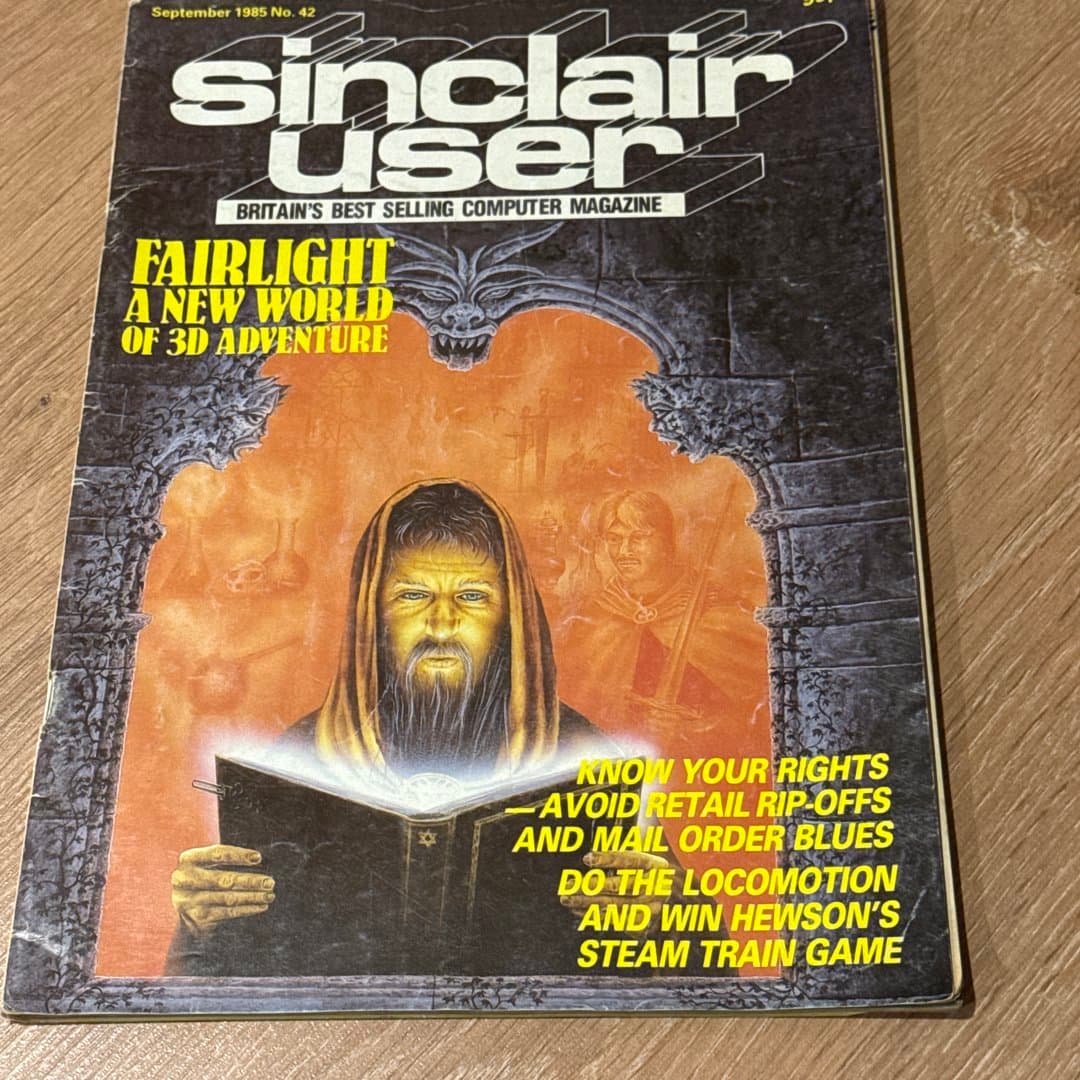 September 1985 No. 42
sinclair
user
BRITAIN'S BEST SELLING COMPUTER MAGAZINE
FAIRLIGHT
A NEW WORLD
OF 3D ADVENTURE
KNOW YOUR RIGHTS
—AVOID RETAIL RIP-OFFS
AND MAIL ORDER BLUES
DO THE LOCOMOTION
AND WIN HEWSON'S
STEAM TRAIN GAME